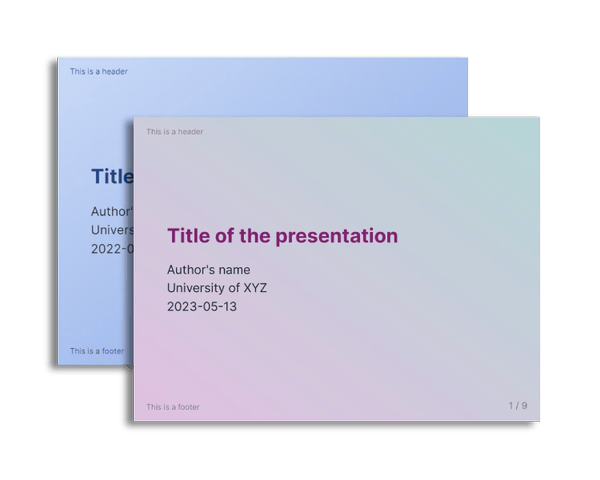 This is a header
Title
Author'
Univers
2022-0
This is a footer
This is a header
Title of the presentation
Author's name
University of XYZ
2023-05-13
This is a footer
1 / 9